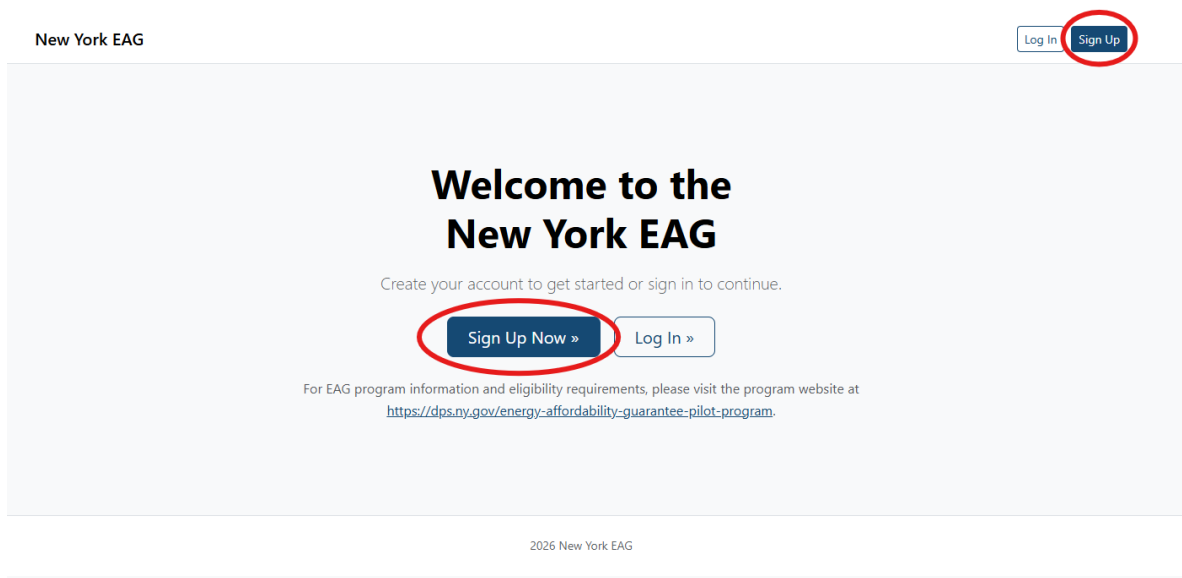 New York EAG
Log In
Sign Up
Welcome to the
New York EAG
Create your account to get started or sign in to continue.
Sign Up Now »
Log In »
For EAG program information and eligibility requirements, please visit the program website at
https://dps.ny.gov/energy-affordability-guarantee-pilot-program.
2026 New York EAG